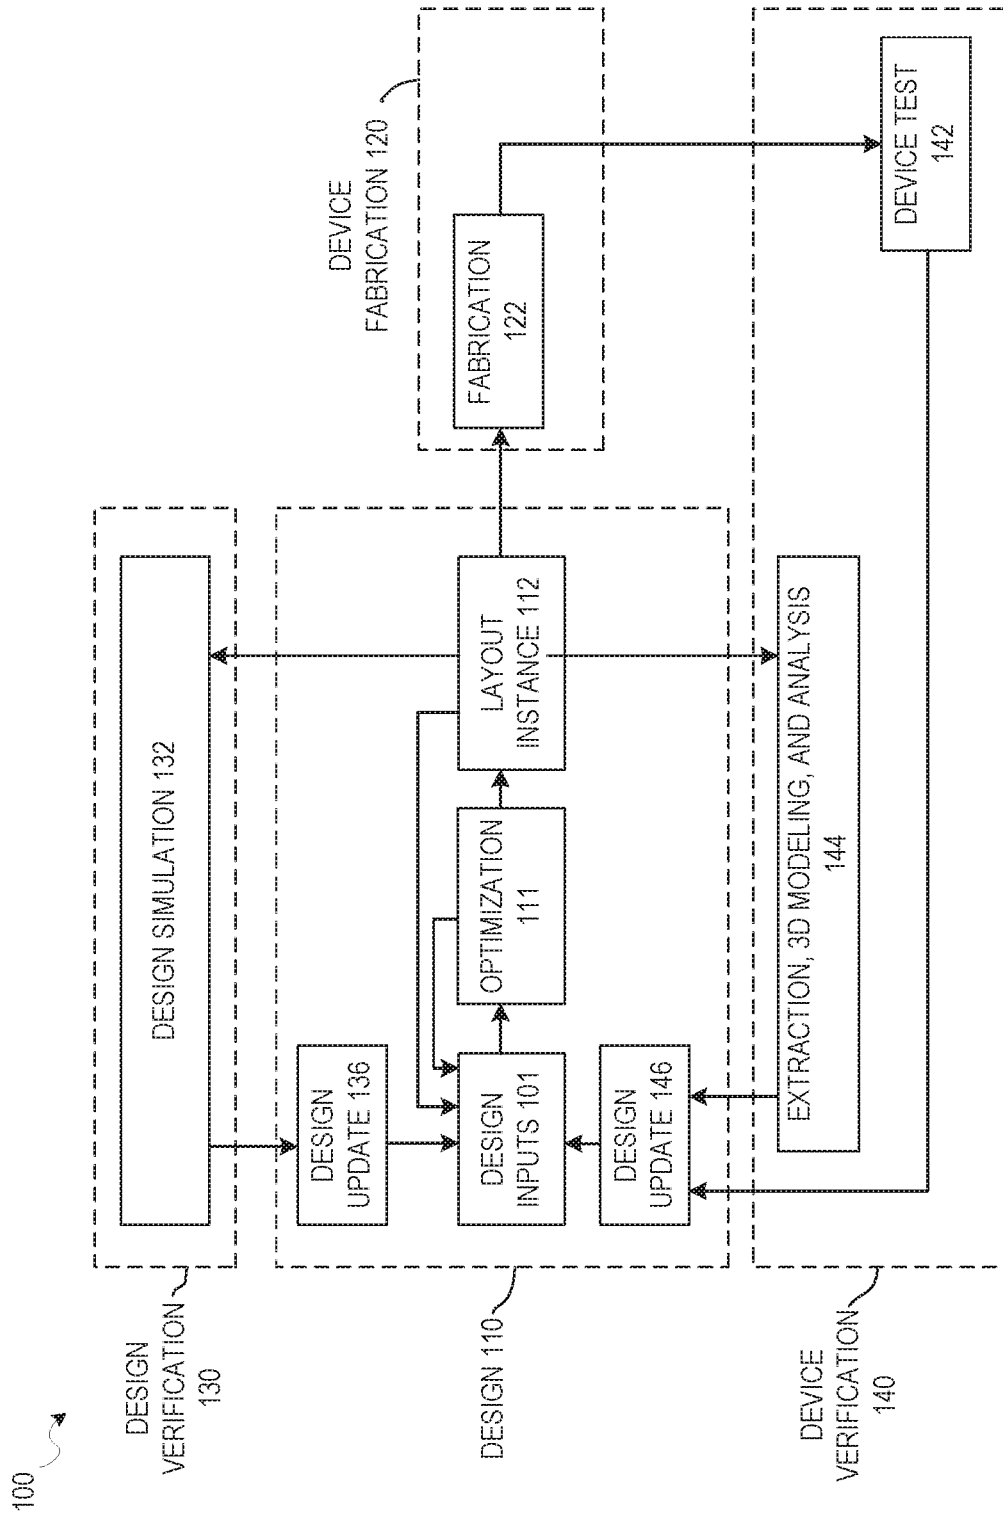 100
DESIGN
VERIFICATION
130
DESIGN SIMULATION 132
DESIGN 110
DESIGN
UPDATE 136
DESIGN
INPUTS 101
DESIGN
UPDATE 146
OPTIMIZATION
111
LAYOUT
INSTANCE 112
DEVICE
FABRICATION 120
FABRICATION
122
DEVICE
VERIFICATION
140
EXTRACTION, 3D MODELING, AND ANALYSIS
144
DEVICE TEST
142